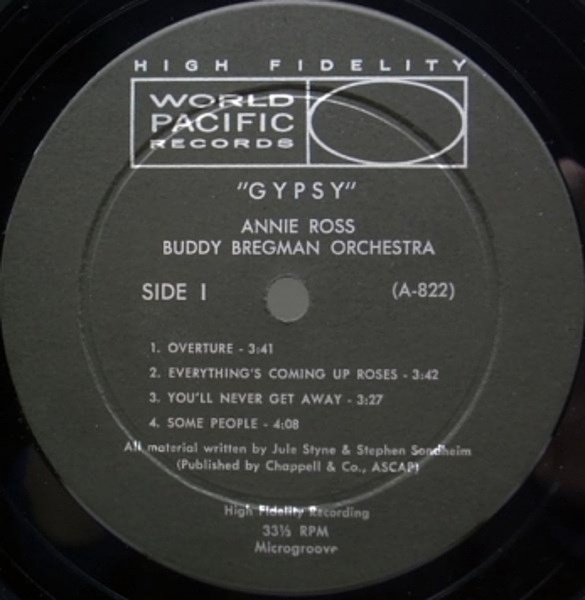 HIGH FIDELITY
WORLD
PACIFIC
RECORDS
"GYPSY"
ANNIE ROSS
BUDDY BREGMAN ORCHESTRA
SIDE I (A-822)
1. OVERTURE - 3:41
2. EVERYTHING'S COMING UP ROSES - 3:42
3. YOU'LL NEVER GET AWAY - 3:27
4. SOME PEOPLE - 4:08
All material written by Jule Styne & Stephen Sondheim
(Published by Chappell & Co., ASCAP)
High Fidelity Recording
33⅓ RPM
Microgroove